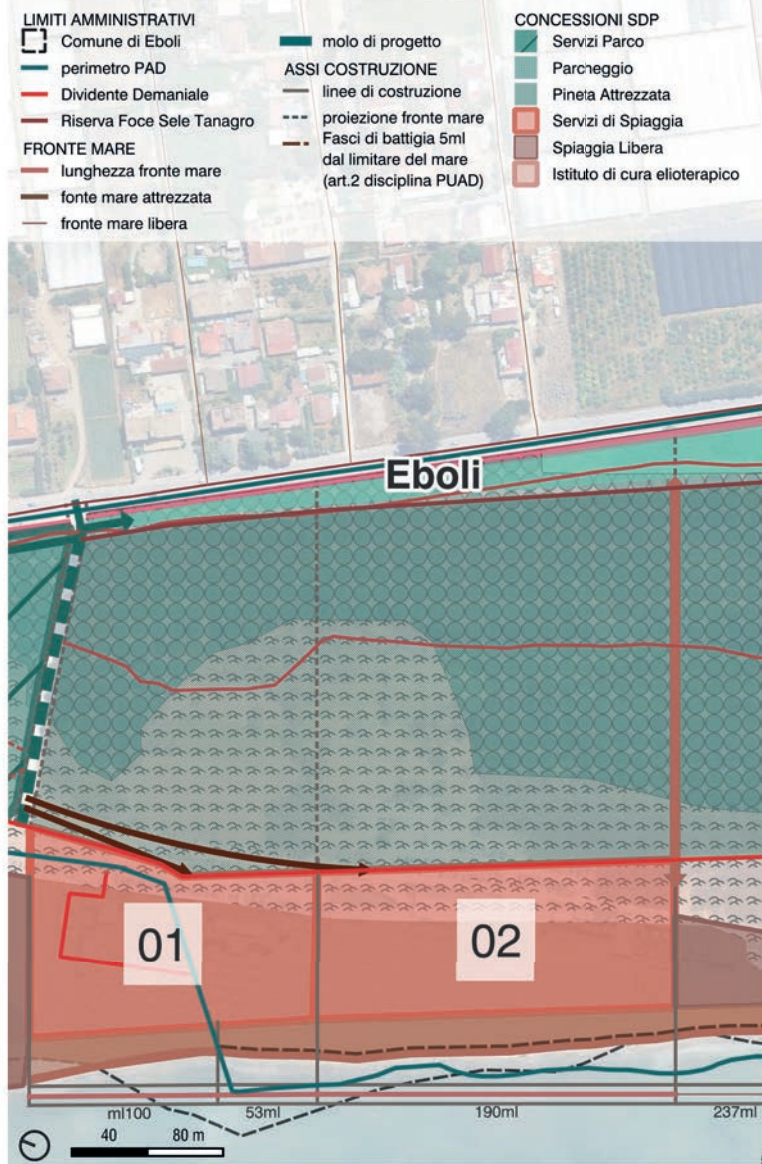 LIMITI AMMINISTRATIVI
Comune di Eboli
perimetro PAD
Dividente Demaniale
Riserva Foce Sele Tanagro
FRONTE MARE
lunghezza fronte mare
fonte mare attrezzata
fronte mare libera
molo di progetto
ASSI COSTRUZIONE
linee di costruzione
proiezione fronte mare
Fasci di battigia 5ml
dal limitare del mare
(art.2 disciplina PUAD)
CONCESSIONI SDP
Servizi Parco
Parcheggio
Pineta Attrezzata
Servizi di Spiaggia
Spiaggia Libera
Istituto di cura elioterapico
Eboli
01
02
ml100
53ml
190ml
237ml
40
80 m